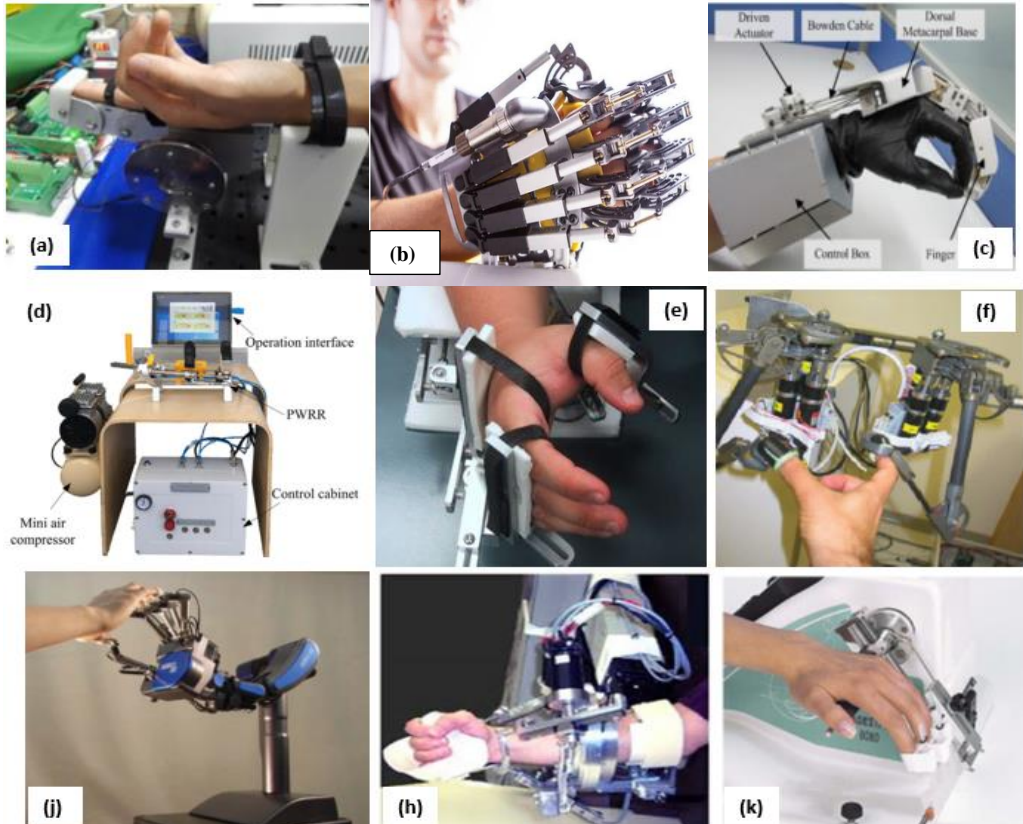 (a)
(b)
Driven
Actuator
Bowden Cable
Dorsal
Metacarpal Base
Control Box
Finger
(c)
(d)
Operation interface
PWRR
Control cabinet
Mini air
compressor
(e)
(f)
(j)
(h)
(k)